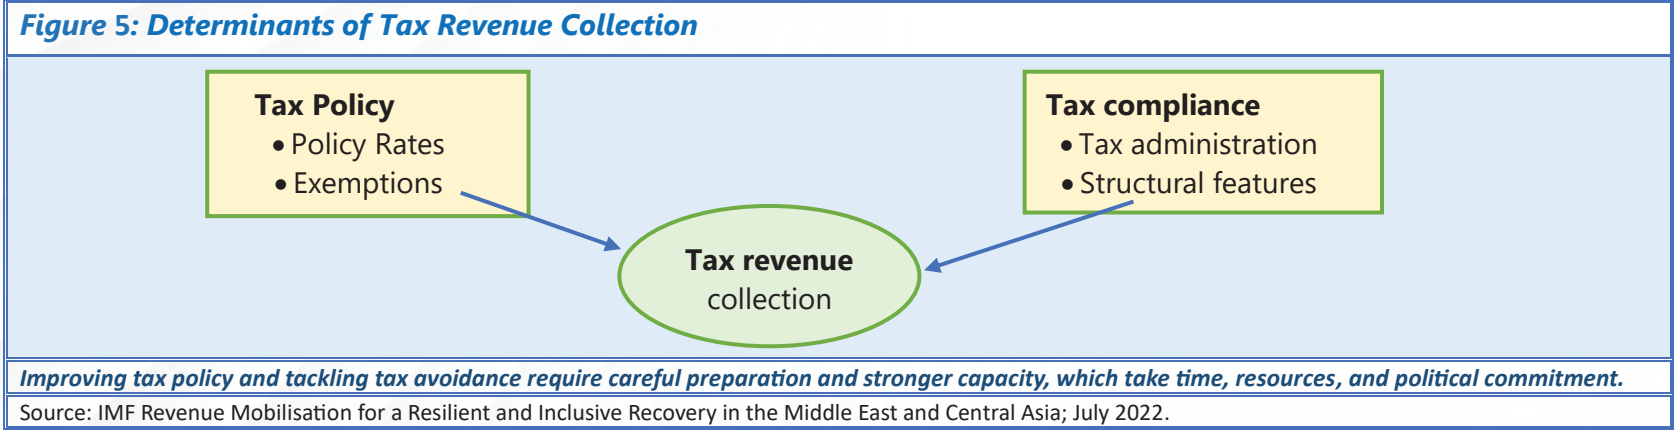 Figure 5: Determinants of Tax Revenue Collection
Tax Policy
• Policy Rates
• Exemptions
Tax compliance
• Tax administration
• Structural features
Tax revenue
collection
Improving tax policy and tackling tax avoidance require careful preparation and stronger capacity, which take time, resources, and political commitment.
Source: IMF Revenue Mobilisation for a Resilient and Inclusive Recovery in the Middle East and Central Asia; July 2022.